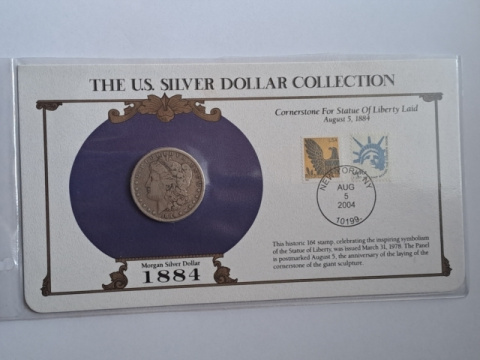 THE U.S. SILVER DOLLAR COLLECTION
Cornerstone For Statue Of Liberty Laid
August 5, 1884
NEW YORK, NY
AUG
5
2004
10199
Morgan Silver Dollar
1884
This historic 16¢ stamp, celebrating the inspiring symbolism
of the Statue of Liberty, was issued March 31, 1978. The Panel
is postmarked August 5, the anniversary of the laying of the
cornerstone of the giant sculpture.